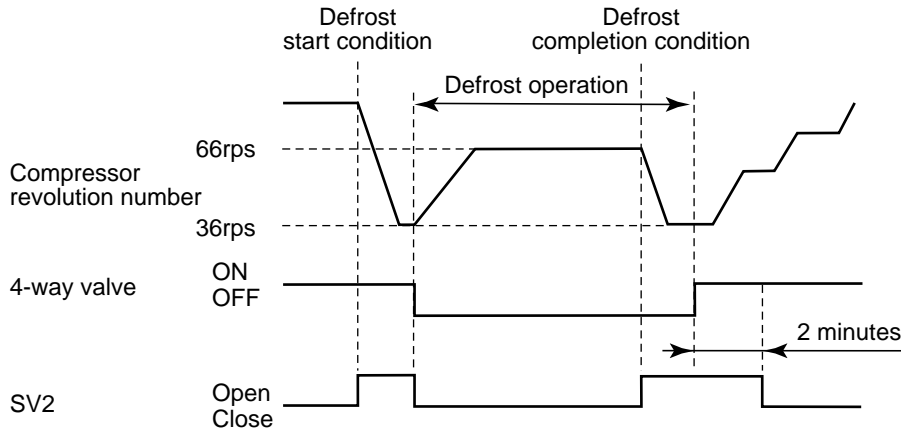 Defrost
start condition
Defrost
completion condition
Defrost operation
66rps
Compressor
revolution number
36rps
4-way valve
ON
OFF
2 minutes
SV2
Open
Close